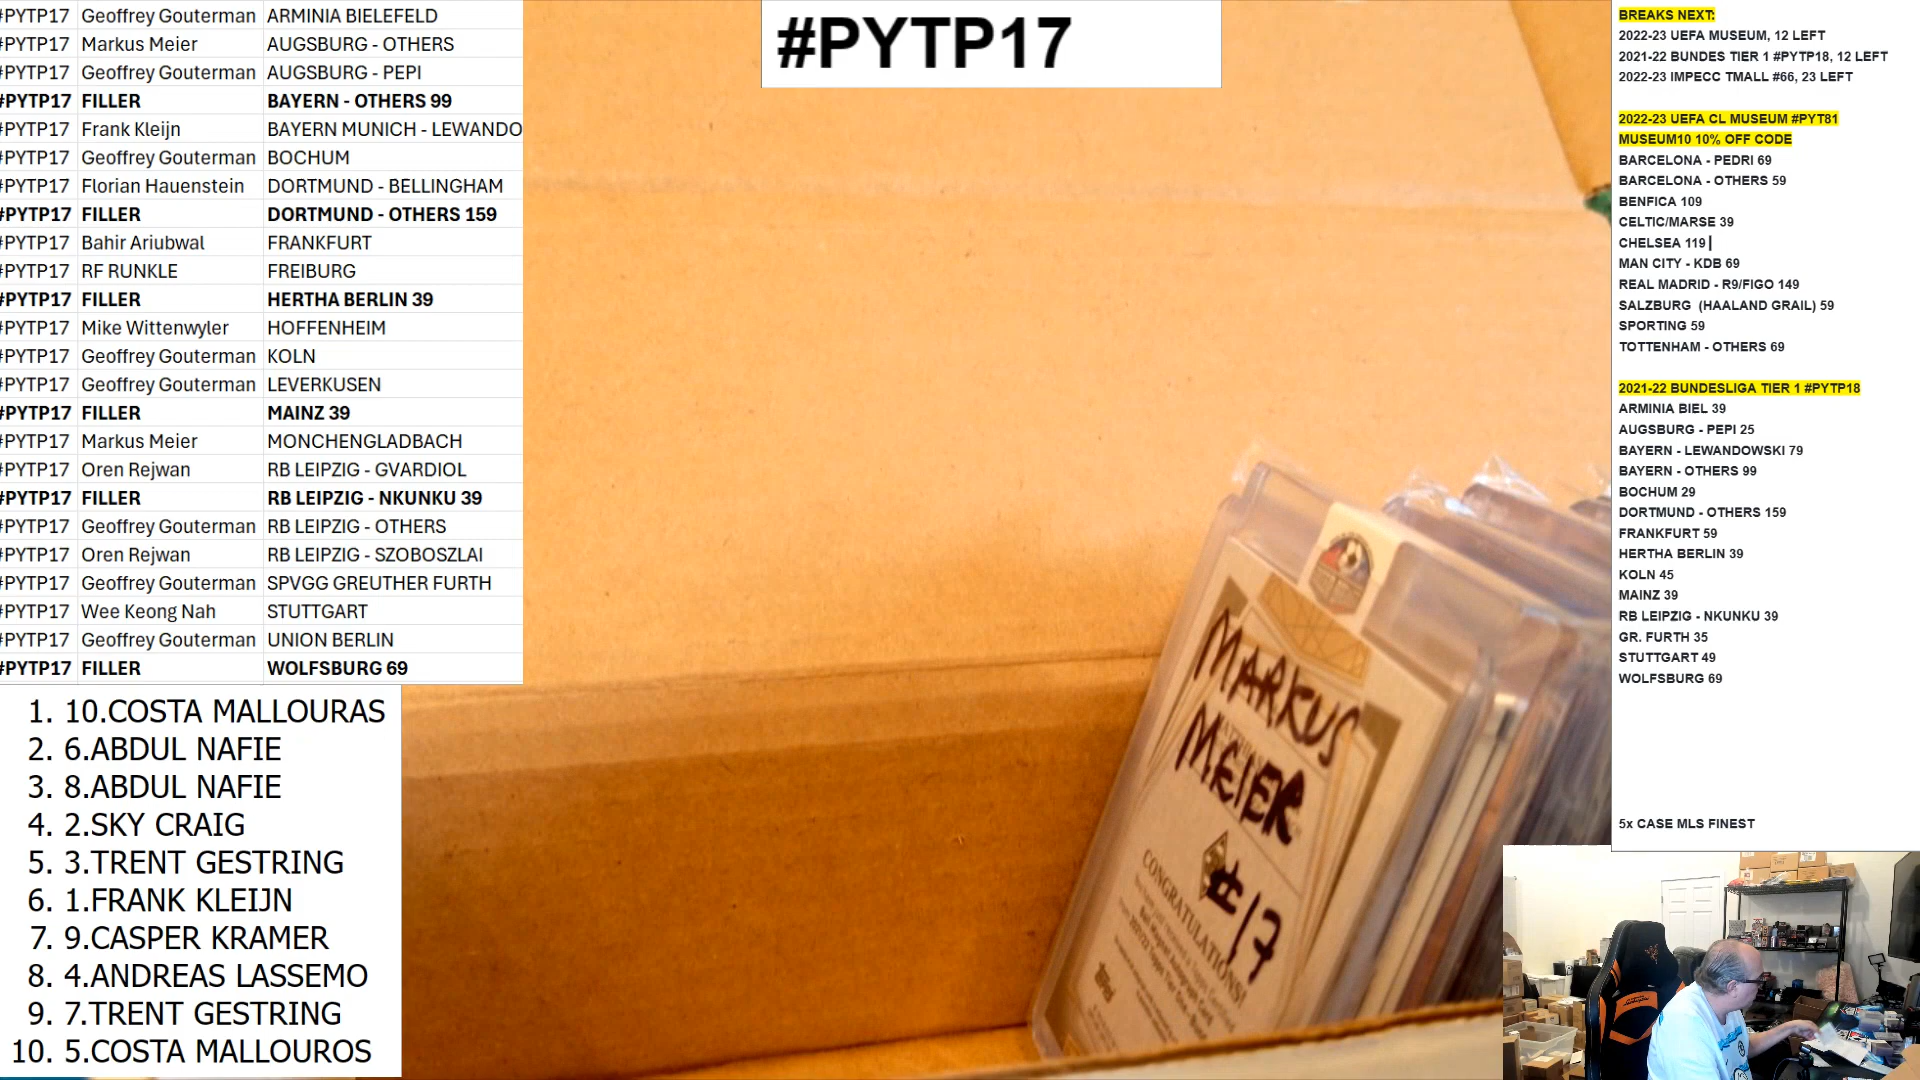 #PYTP17 Geoffrey Gouterman ARMINIA BIELEFELD
#PYTP17 Markus Meier AUGSBURG - OTHERS
#PYTP17 Geoffrey Gouterman AUGSBURG - PEPI
#PYTP17 FILLER BAYERN - OTHERS 99
#PYTP17 Frank Kleijn BAYERN MUNICH - LEWANDO
#PYTP17 Geoffrey Gouterman BOCHUM
#PYTP17 Florian Hauenstein DORTMUND - BELLINGHAM
#PYTP17 FILLER DORTMUND - OTHERS 159
#PYTP17 Bahir Ariubwal FRANKFURT
#PYTP17 RF RUNKLE FREIBURG
#PYTP17 FILLER HERTHA BERLIN 39
#PYTP17 Mike Wittenwyler HOFFENHEIM
#PYTP17 Geoffrey Gouterman KOLN
#PYTP17 Geoffrey Gouterman LEVERKUSEN
#PYTP17 FILLER MAINZ 39
#PYTP17 Markus Meier MONCHENGLADBACH
#PYTP17 Oren Rejwan RB LEIPZIG - GVARDIOL
#PYTP17 FILLER RB LEIPZIG - NKUNKU 39
#PYTP17 Geoffrey Gouterman RB LEIPZIG - OTHERS
#PYTP17 Oren Rejwan RB LEIPZIG - SZOBOSZLAI
#PYTP17 Geoffrey Gouterman SPVGG GREUTHER FURTH
#PYTP17 Wee Keong Nah STUTTGART
#PYTP17 Geoffrey Gouterman UNION BERLIN
#PYTP17 FILLER WOLFSBURG 69
1. 10.COSTA MALLOURAS
2. 6.ABDUL NAFIE
3. 8.ABDUL NAFIE
4. 2.SKY CRAIG
5. 3.TRENT GESTRING
6. 1.FRANK KLEIJN
7. 9.CASPER KRAMER
8. 4.ANDREAS LASSEMO
9. 7.TRENT GESTRING
10. 5.COSTA MALLOUROS
#PYTP17
MARKUS
MEIER
#17
CONGRATULATIONS!
Topps
BREAKS NEXT:
2022-23 UEFA MUSEUM, 12 LEFT
2021-22 BUNDES TIER 1 #PYTP18, 12 LEFT
2022-23 IMPECC TMALL #66, 23 LEFT
2022-23 UEFA CL MUSEUM #PYT81
MUSEUM10 10% OFF CODE
BARCELONA - PEDRI 69
BARCELONA - OTHERS 59
BENFICA 109
CELTIC/MARSE 39
CHELSEA 119
MAN CITY - KDB 69
REAL MADRID - R9/FIGO 149
SALZBURG (HAALAND GRAIL) 59
SPORTING 59
TOTTENHAM - OTHERS 69
2021-22 BUNDESLIGA TIER 1 #PYTP18
ARMINIA BIEL 39
AUGSBURG - PEPI 25
BAYERN - LEWANDOWSKI 79
BAYERN - OTHERS 99
BOCHUM 29
DORTMUND - OTHERS 159
FRANKFURT 59
HERTHA BERLIN 39
KOLN 45
MAINZ 39
RB LEIPZIG - NKUNKU 39
GR. FURTH 35
STUTTGART 49
WOLFSBURG 69
5x CASE MLS FINEST